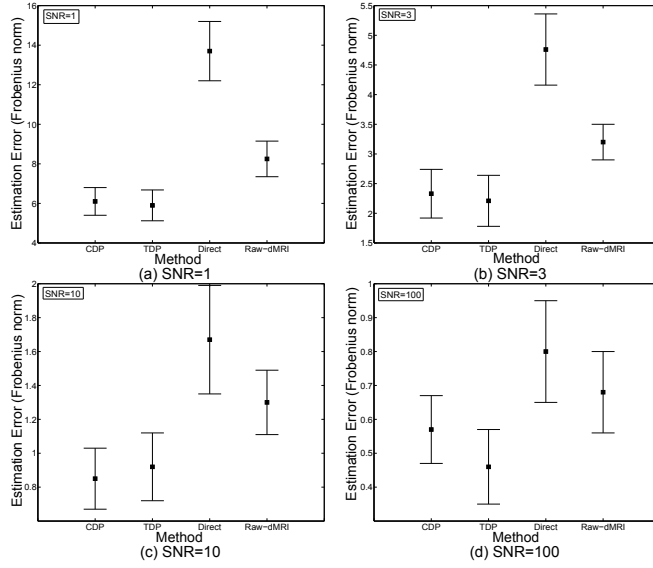 SNR=1
Estimation Error (Frobenius norm)
16
14
12
10
8
6
4
CDP
TDP
Direct
Raw-dMRI
Method
(a) SNR=1
SNR=3
Estimation Error (Frobenius norm)
5.5
5
4.5
4
3.5
3
2.5
2
1.5
CDP
TDP
Direct
Raw-dMRI
Method
(b) SNR=3
SNR=10
Estimation Error (Frobenius norm)
2
1.8
1.6
1.4
1.2
1
0.8
CDP
TDP
Direct
Raw-dMRI
Method
(c) SNR=10
SNR=100
Estimation Error (Frobenius norm)
1
0.9
0.8
0.7
0.6
0.5
0.4
CDP
TDP
Direct
Raw-dMRI
Method
(d) SNR=100